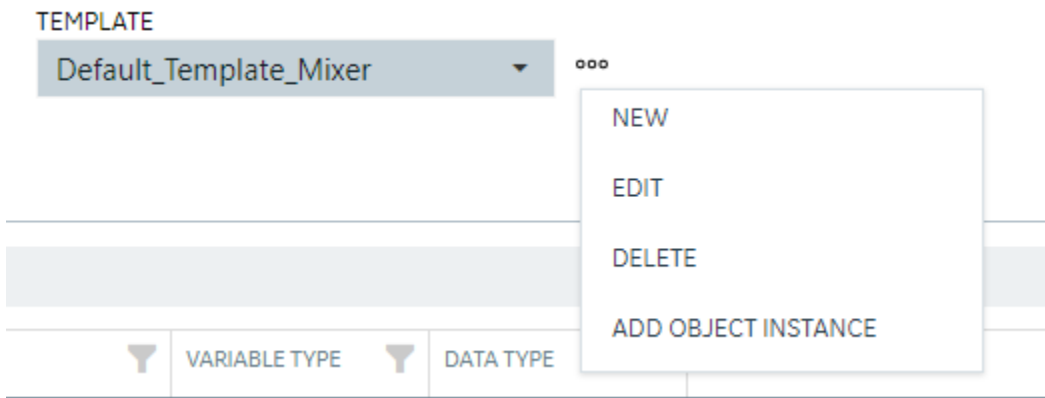 TEMPLATE
Default_Template_Mixer
NEW
EDIT
DELETE
ADD OBJECT INSTANCE
VARIABLE TYPE
DATA TYPE